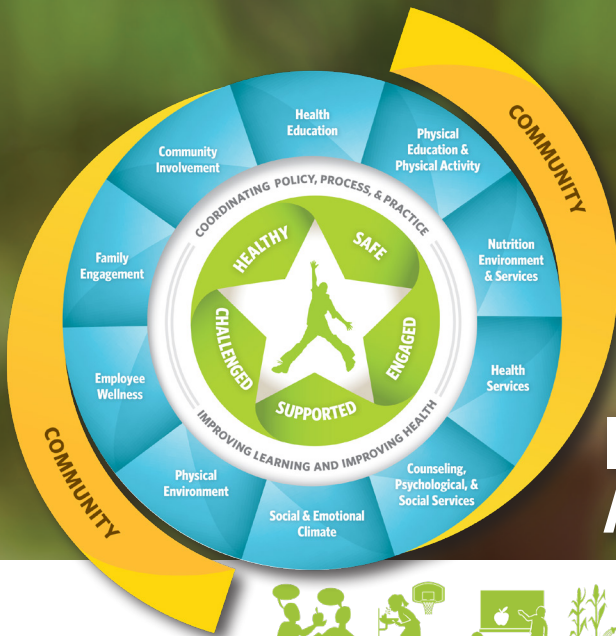 COMMUNITY
Health
Education
Physical
Education &
Physical Activity
Nutrition
Environment
& Services
Health
Services
Counseling,
Psychological, &
Social Services
Social & Emotional
Climate
Physical
Environment
Employee
Wellness
Family
Engagement
Community
Involvement
COORDINATING POLICY, PROCESS, & PRACTICE
IMPROVING LEARNING AND IMPROVING HEALTH
HEALTHY
SAFE
ENGAGED
SUPPORTED
CHALLENGED
COMMUNITY